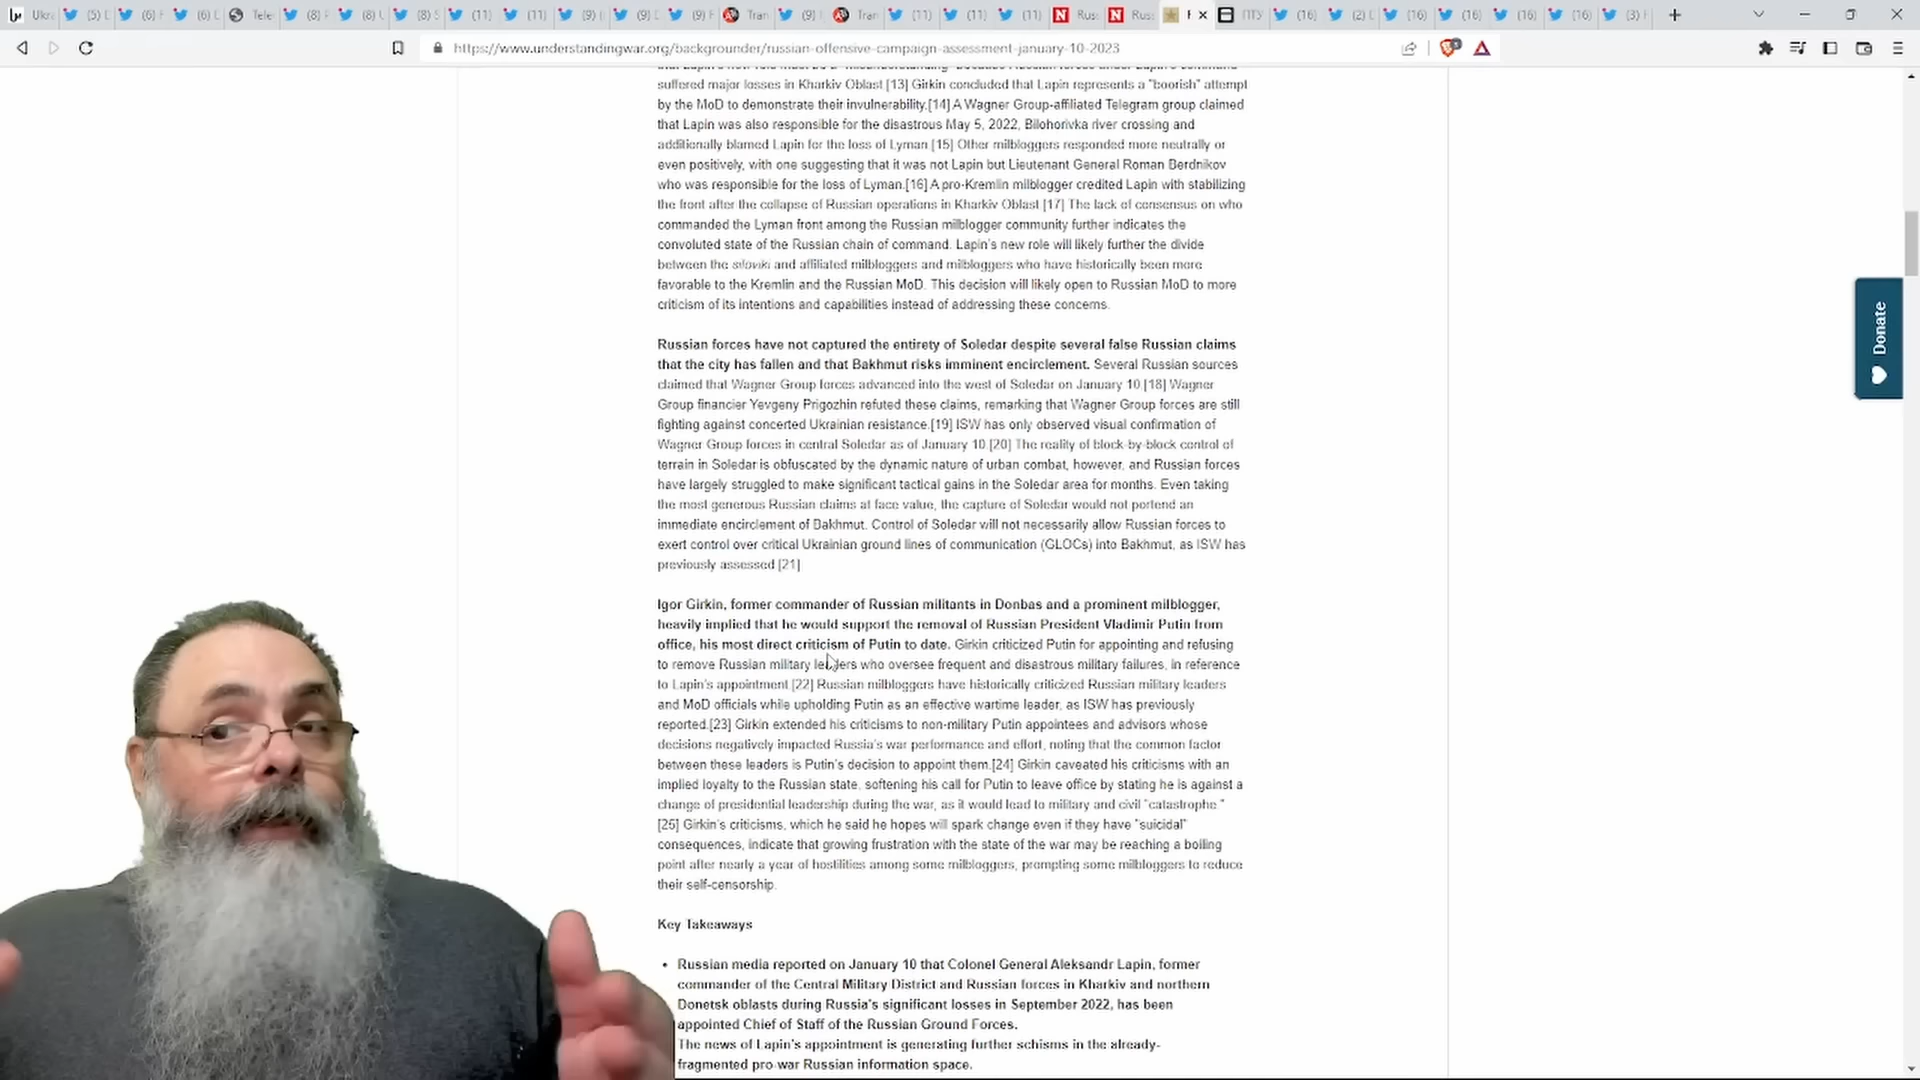 Ukra
(5)
(6)
(6)
Tele
(8)
(8)
(8)
(11)
(11)
(9)
(9)
(9)
Tran
(9)
Tran
(11)
(11)
(11)
Rus
Rus
ПТУ
(16)
(2)
(16)
(16)
(16)
(16)
(3)
https://www.understandingwar.org/backgrounder/russian-offensive-campaign-assessment-january-10-2023
suffered major losses in Kharkiv Oblast [13] Girkin concluded that Lapin represents a "boorish" attempt
by the MoD to demonstrate their invulnerability.[14] A Wagner Group-affiliated Telegram group claimed
that Lapin was also responsible for the disastrous May 5, 2022, Bilohorivka river crossing and
additionally blamed Lapin for the loss of Lyman [15] Other milbloggers responded more neutrally or
even positively, with one suggesting that it was not Lapin but Lieutenant General Roman Berdnikov
who was responsible for the loss of Lyman.[16] A pro-Kremlin milblogger credited Lapin with stabilizing
the front after the collapse of Russian operations in Kharkiv Oblast [17] The lack of consensus on who
commanded the Lyman front among the Russian milblogger community further indicates the
convoluted state of the Russian chain of command. Lapin's new role will likely further the divide
between the siloviki and affiliated milbloggers and milbloggers who have historically been more
favorable to the Kremlin and the Russian MoD. This decision will likely open to Russian MoD to more
criticism of its intentions and capabilities instead of addressing these concerns.
Russian forces have not captured the entirety of Soledar despite several false Russian claims
that the city has fallen and that Bakhmut risks imminent encirclement. Several Russian sources
claimed that Wagner Group forces advanced into the west of Soledar on January 10 [18] Wagner
Group financier Yevgeny Prigozhin refuted these claims, remarking that Wagner Group forces are still
fighting against concerted Ukrainian resistance.[19] ISW has only observed visual confirmation of
Wagner Group forces in central Soledar as of January 10.[20] The reality of block-by-block control of
terrain in Soledar is obfuscated by the dynamic nature of urban combat, however, and Russian forces
have largely struggled to make significant tactical gains in the Soledar area for months. Even taking
the most generous Russian claims at face value, the capture of Soledar would not portend an
immediate encirclement of Bakhmut. Control of Soledar will not necessarily allow Russian forces to
exert control over critical Ukrainian ground lines of communication (GLOCs) into Bakhmut, as ISW has
previously assessed [21]
Igor Girkin, former commander of Russian militants in Donbas and a prominent milblogger,
heavily implied that he would support the removal of Russian President Vladimir Putin from
office, his most direct criticism of Putin to date. Girkin criticized Putin for appointing and refusing
to remove Russian military leaders who oversee frequent and disastrous military failures, in reference
to Lapin's appointment [22] Russian milbloggers have historically criticized Russian military leaders
and MoD officials while upholding Putin as an effective wartime leader, as ISW has previously
reported.[23] Girkin extended his criticisms to non-military Putin appointees and advisors whose
decisions negatively impacted Russia's war performance and effort, noting that the common factor
between these leaders is Putin's decision to appoint them.[24] Girkin caveated his criticisms with an
implied loyalty to the Russian state, softening his call for Putin to leave office by stating he is against a
change of presidential leadership during the war, as it would lead to military and civil "catastrophe."
[25] Girkin's criticisms, which he said he hopes will spark change even if they have "suicidal"
consequences, indicate that growing frustration with the state of the war may be reaching a boiling
point after nearly a year of hostilities among some milbloggers, prompting some milbloggers to reduce
their self-censorship.
Key Takeaways
• Russian media reported on January 10 that Colonel General Aleksandr Lapin, former
commander of the Central Military District and Russian forces in Kharkiv and northern
Donetsk oblasts during Russia's significant losses in September 2022, has been
appointed Chief of Staff of the Russian Ground Forces.
The news of Lapin's appointment is generating further schisms in the already-
fragmented pro-war Russian information space.
Donate